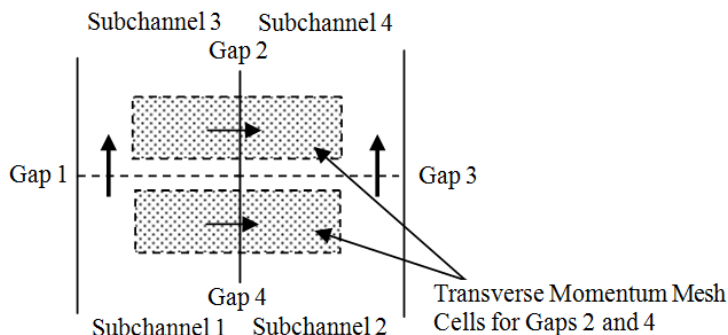 Subchannel 3 Subchannel 4
Gap 2
Gap 1
Gap 3
Gap 4
Subchannel 1 Subchannel 2
Transverse Momentum Mesh
Cells for Gaps 2 and 4